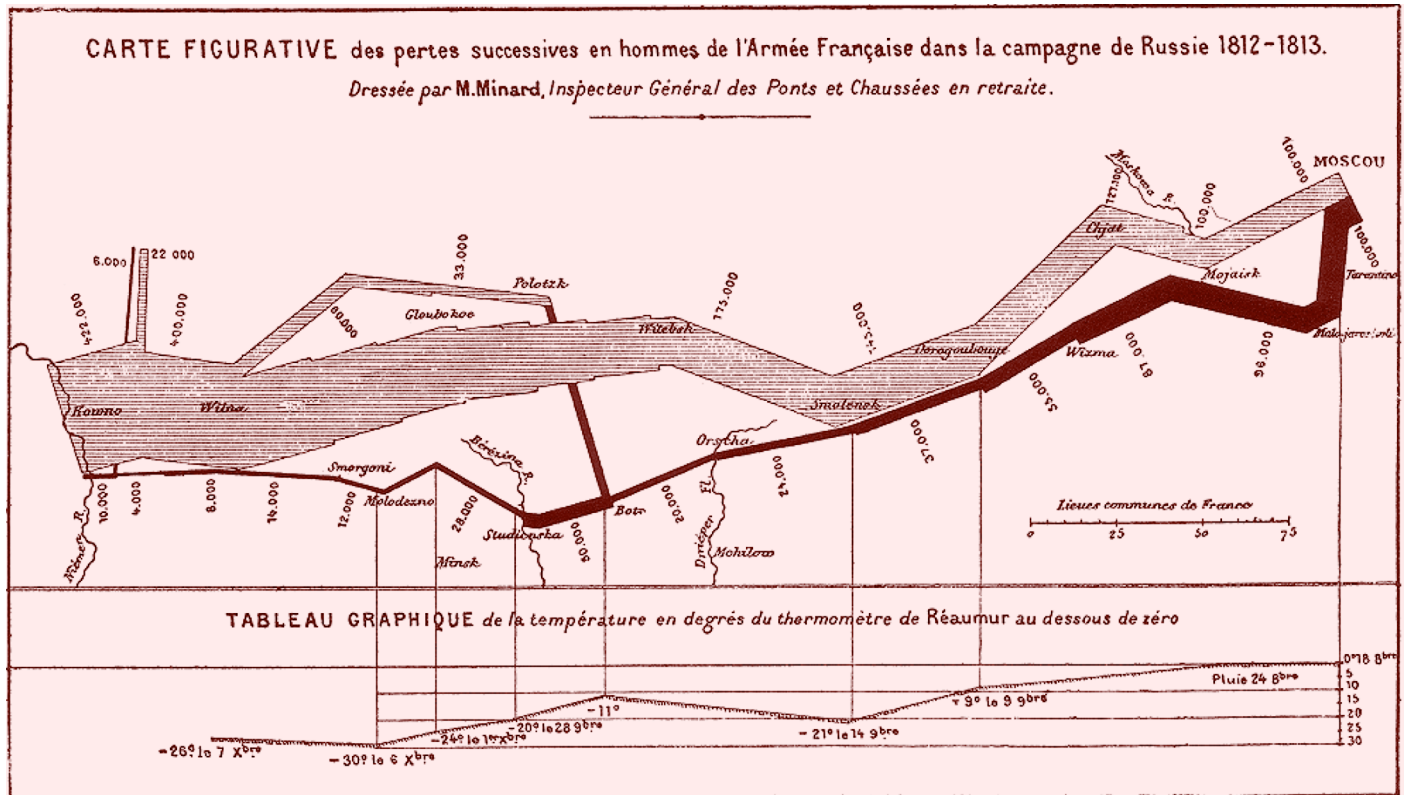 CARTE FIGURATIVE des pertes successives en hommes de l'Armée Française dans la campagne de Russie 1812-1813.
Dressée par M.Minard, Inspecteur Général des Ponts et Chaussées en retraite.
MOSCOU
100.000
Moskowa R.
127.100
100.000
Chjat
Mojaisk
100.000
Tarantino
Malo-jarosl.
6.000
22 000
33.000
Polotzk
422.000
400.000
60.000
Gloubokoe
Witebsk
175.000
145.000
Dorogoubouge
Wizma
55.000
87.000
96.000
Kowno
Wilna
Smolensk
Orscha
Bérézina R.
Smorgoni
Molodezno
10.000
4.000
8.000
14.000
12.000
28.000
Studienska
50.000
Botr
20.000
24.000
37.000
Niémen R.
Minsk
Dniéper Fl.
Mohilow
Lieues communes de France
0 25 50 75
TABLEAU GRAPHIQUE de la température en degrés du thermomètre de Réaumur au dessous de zéro
0° 18 8bre
5
10
15
20
25
30
Pluie 24 8bre
- 9° le 9 9bre
- 21° le 14 9bre
- 11°
- 20° le 28 9bre
- 24° le 1er Xbre
- 30° le 6 Xbre
- 26° le 7 Xbre